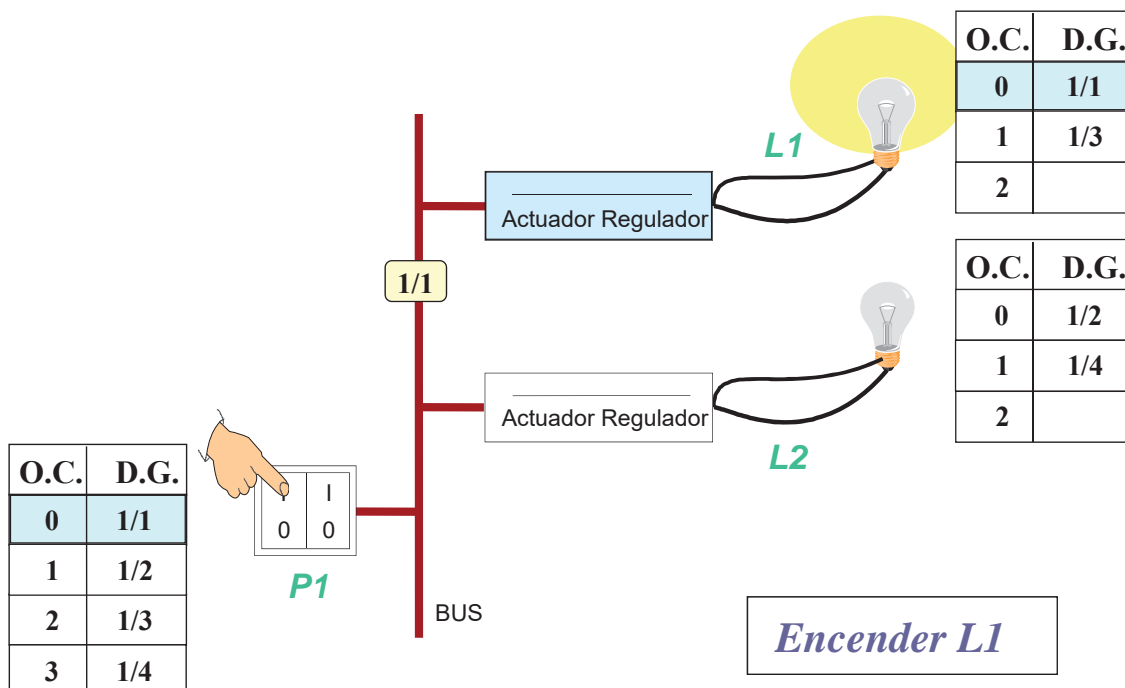 O.C. D.G.
0 1/1
1 1/3
2
L1
Actuador Regulador
1/1
O.C. D.G.
0 1/2
1 1/4
2
Actuador Regulador
L2
O.C. D.G.
0 1/1
1 1/2
2 1/3
3 1/4
I I
0 0
P1
BUS
Encender L1